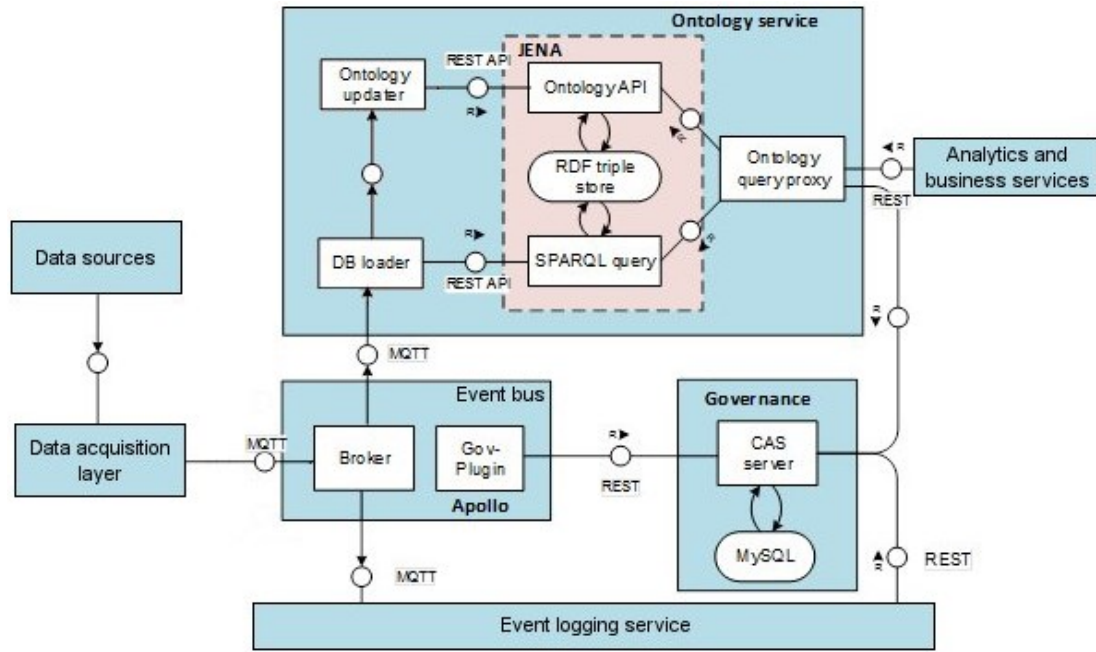 Ontology service
JENA
REST API
Ontology
updater
R
Ontology API
R
R
RDF triple
store
Ontology
query proxy
R
Analytics and
business services
REST
R
R
DB loader
SPARQL query
REST API
Data sources
R
MQTT
Event bus
Governance
Data acquisition
layer
MQTT
Broker
Gov-
Plugin
R
REST
CAS
server
Apollo
MySQL
MQTT
R
REST
Event logging service